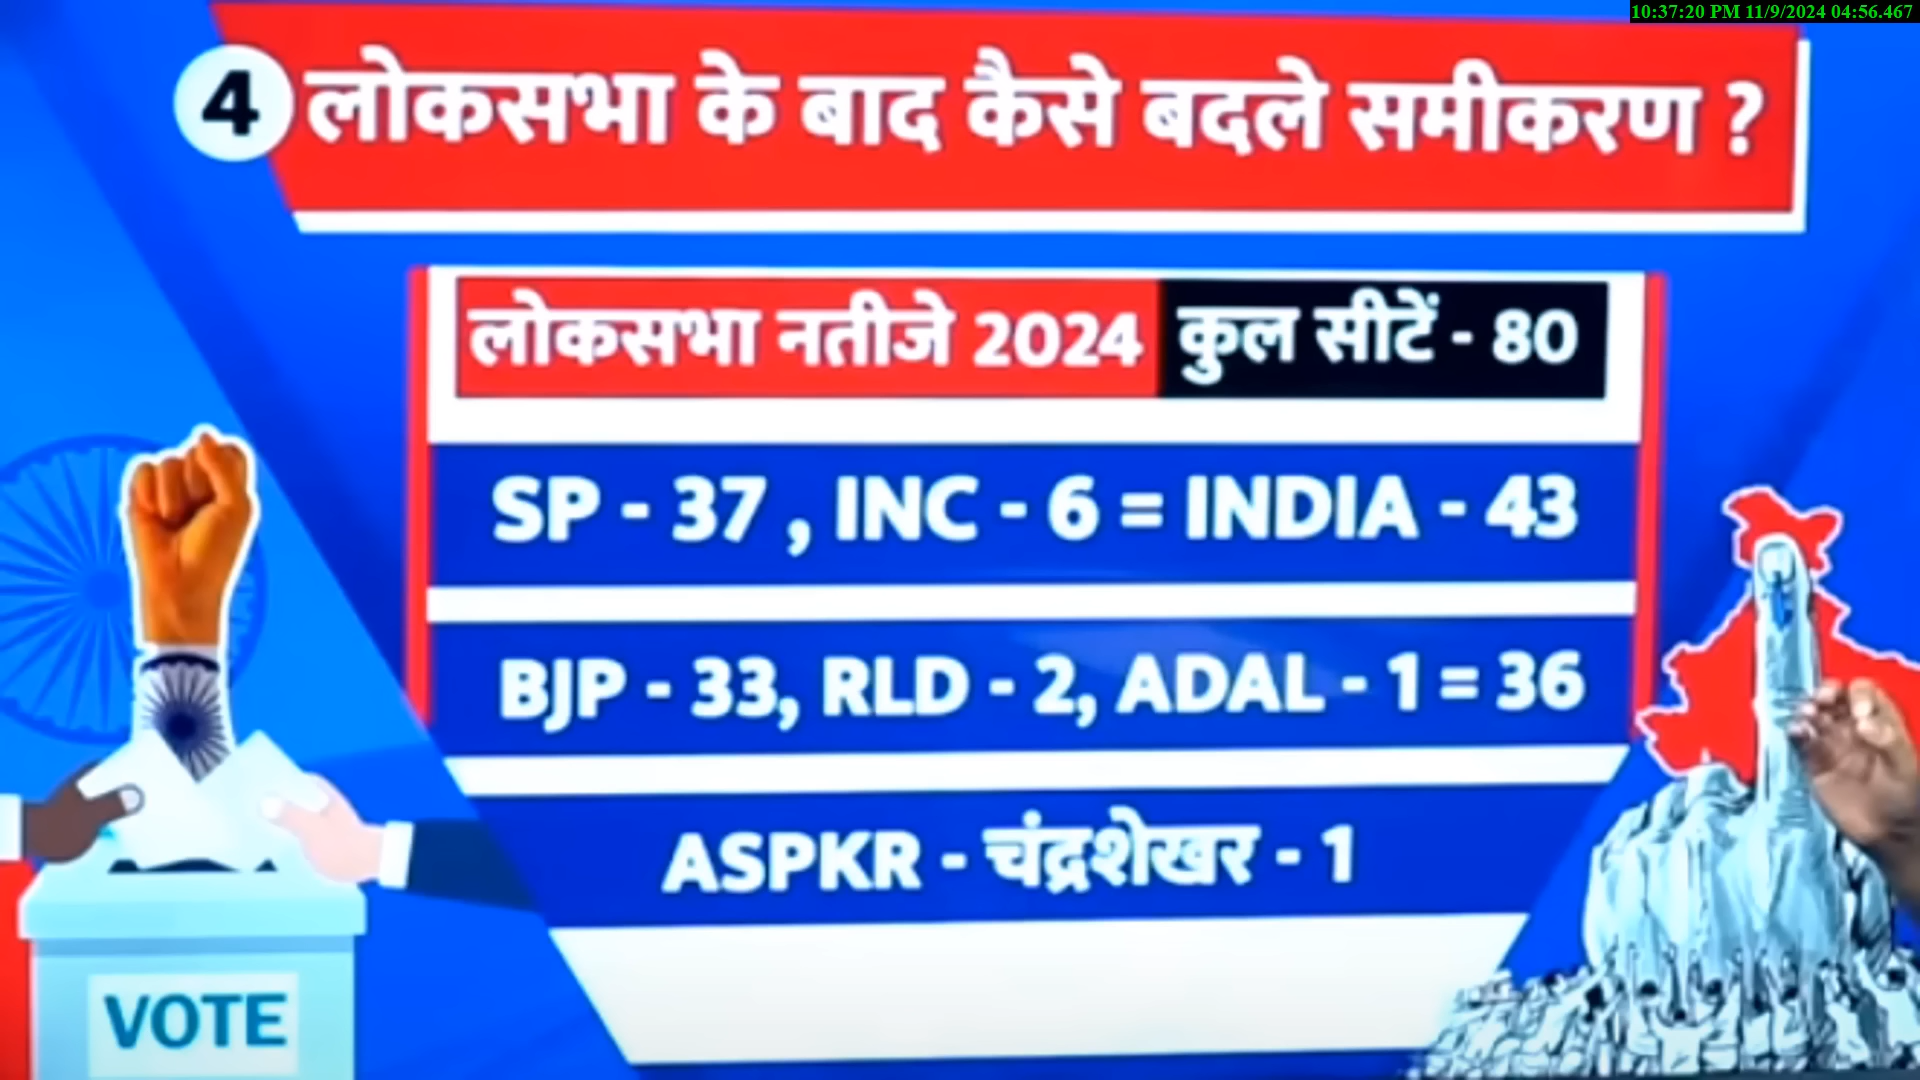 10:37:20 PM 11/9/2024 04:56.467
4 लोकसभा के बाद कैसे बदले समीकरण ?
लोकसभा नतीजे 2024 कुल सीटें - 80
SP - 37 , INC - 6 = INDIA - 43
BJP - 33, RLD - 2, ADAL - 1 = 36
ASPKR - चंद्रशेखर - 1
VOTE